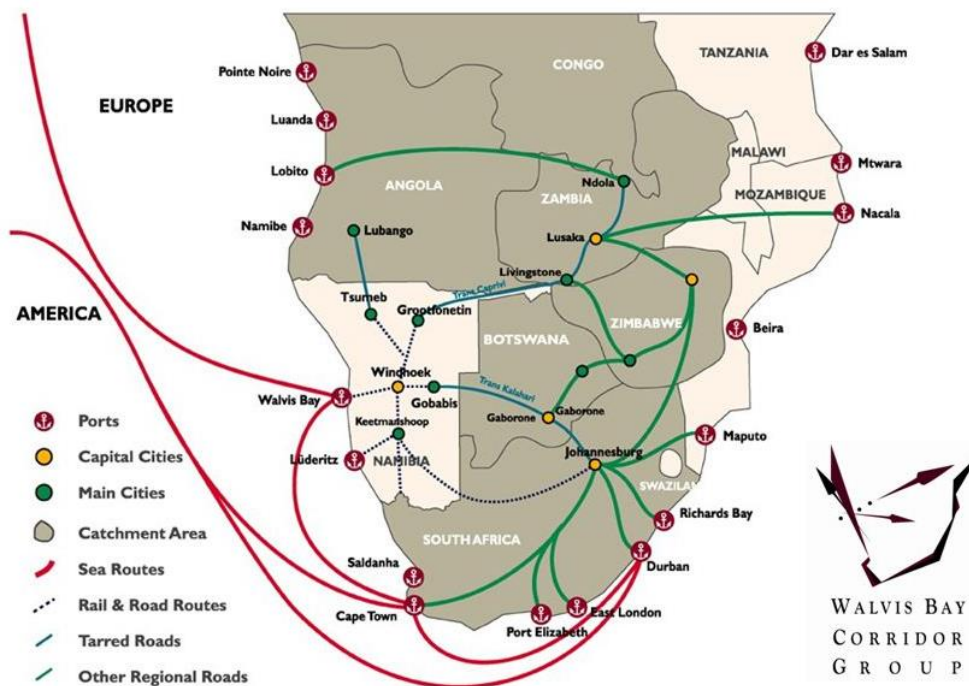 TANZANIA
Dar es Salam
CONGO
Pointe Noire
EUROPE
Luanda
MALAWI
Mtwara
Lobito
ANGOLA
Ndola
MOZAMBIQUE
ZAMBIA
Nacala
Namibe
Lubango
Lusaka
Livingstone
Trans Caprivi
Tsumeb
Grootfonetin
AMERICA
ZIMBABWE
Beira
BOTSWANA
Windhoek
Walvis Bay
Gobabis
Trans Kalahari
Gaborone
Gaborone
Keetmanshoop
Maputo
Johannesburg
Lüderitz
NAMIBIA
SWAZILAN
Richards Bay
SOUTH AFRICA
Durban
Saldanha
Cape Town
East London
Port Elizabeth
Ports
Capital Cities
Main Cities
Catchment Area
Sea Routes
Rail & Road Routes
Tarred Roads
Other Regional Roads
WALVIS BAY
CORRIDOR
GROUP